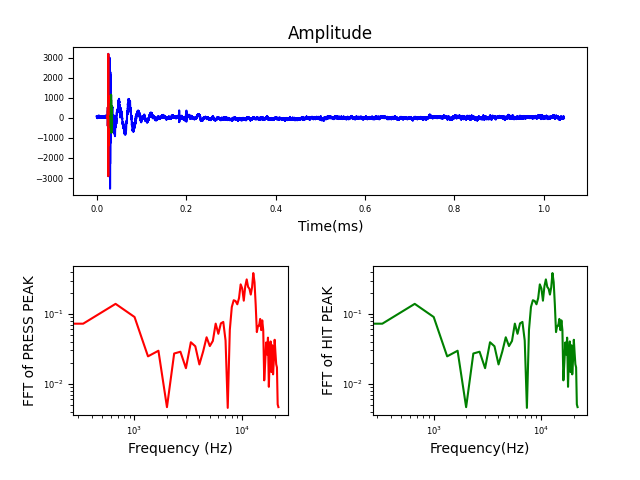 Amplitude
3000
2000
1000
0
−1000
−2000
−3000
0.0 0.2 0.4 0.6 0.8 1.0
Time(ms)
FFT of PRESS PEAK
10⁻¹
10⁻²
10³ 10⁴
Frequency (Hz)
FFT of HIT PEAK
10⁻¹
10⁻²
10³ 10⁴
Frequency(Hz)